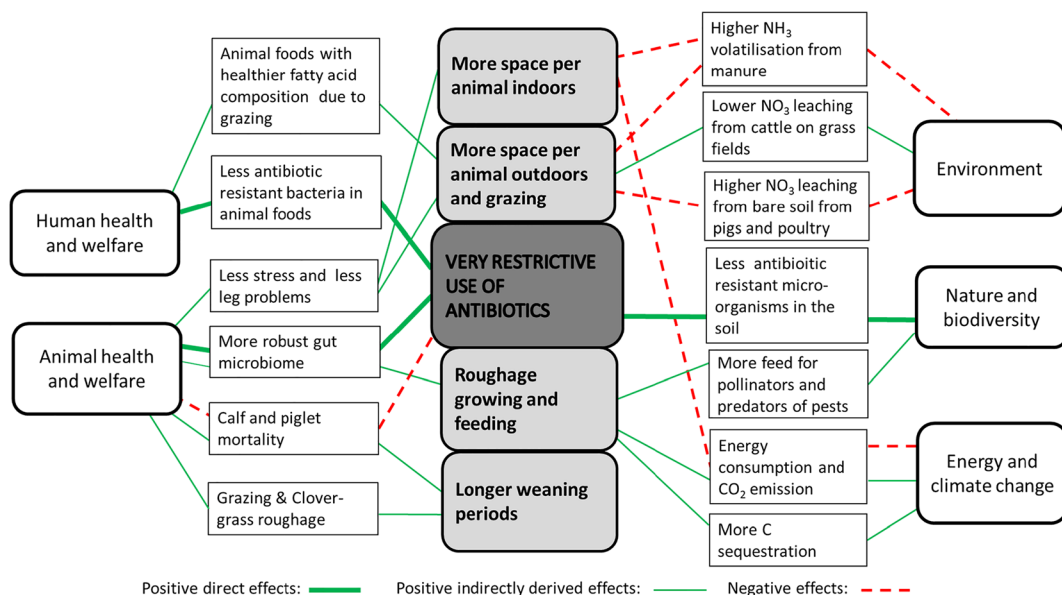 Animal foods with
healthier fatty acid
composition due to
grazing
Less antibiotic
resistant bacteria in
animal foods
Human health
and welfare
Less stress and less
leg problems
More robust gut
microbiome
Animal health
and welfare
Calf and piglet
mortality
Grazing & Clover-
grass roughage
More space per
animal indoors
More space per
animal outdoors
and grazing
VERY RESTRICTIVE
USE OF
ANTIBIOTICS
Roughage
growing and
feeding
Longer weaning
periods
Higher NH3
volatilisation from
manure
Lower NO3 leaching
from cattle on grass
fields
Higher NO3 leaching
from bare soil from
pigs and poultry
Less antibioitic
resistant micro-
organisms in the
soil
More feed for
pollinators and
predators of pests
Energy
consumption and
CO2 emission
More C
sequestration
Environment
Nature and
biodiversity
Energy and
climate change
Positive direct effects:
Positive indirectly derived effects:
Negative effects: